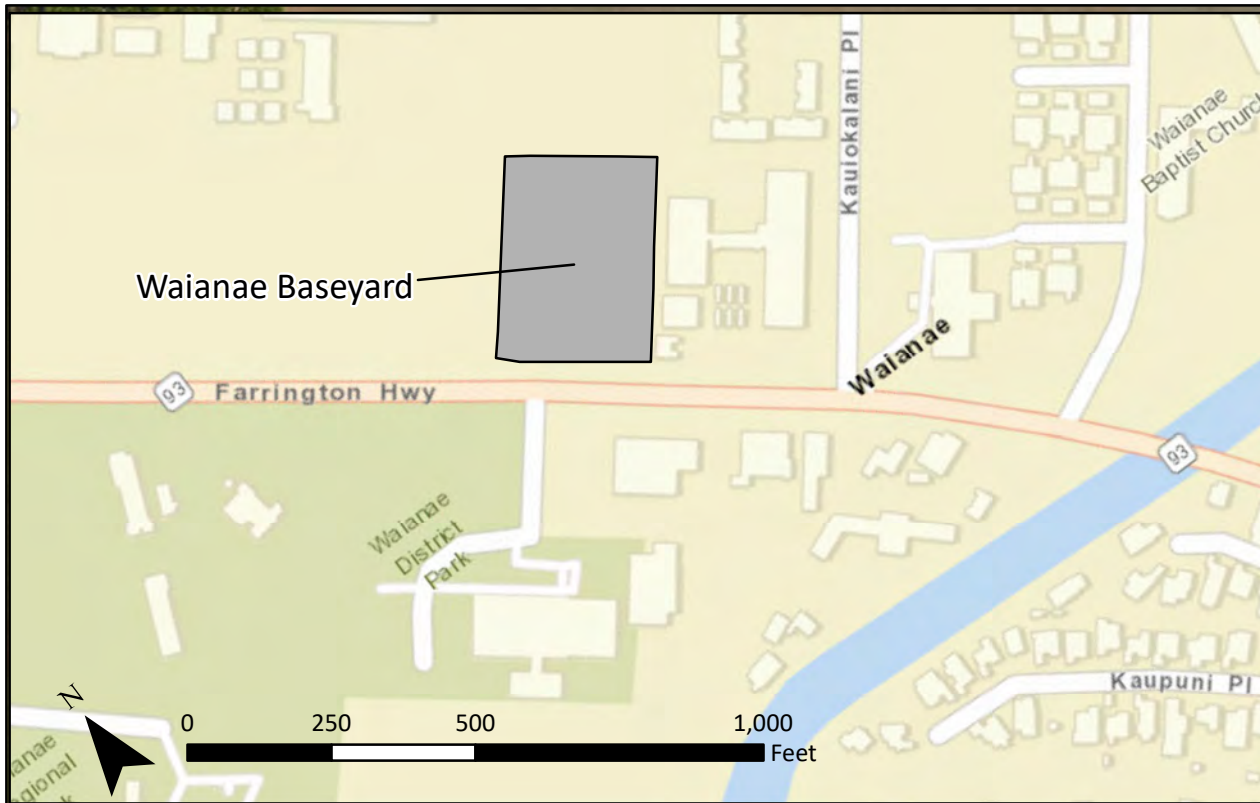 Kauiokalani Pl
Waianae
Baptist Church
Waianae Baseyard
Waianae
93 Farrington Hwy
93
Waianae
District
Park
Kaupuni Pl
N
0 250 500 1,000
Feet